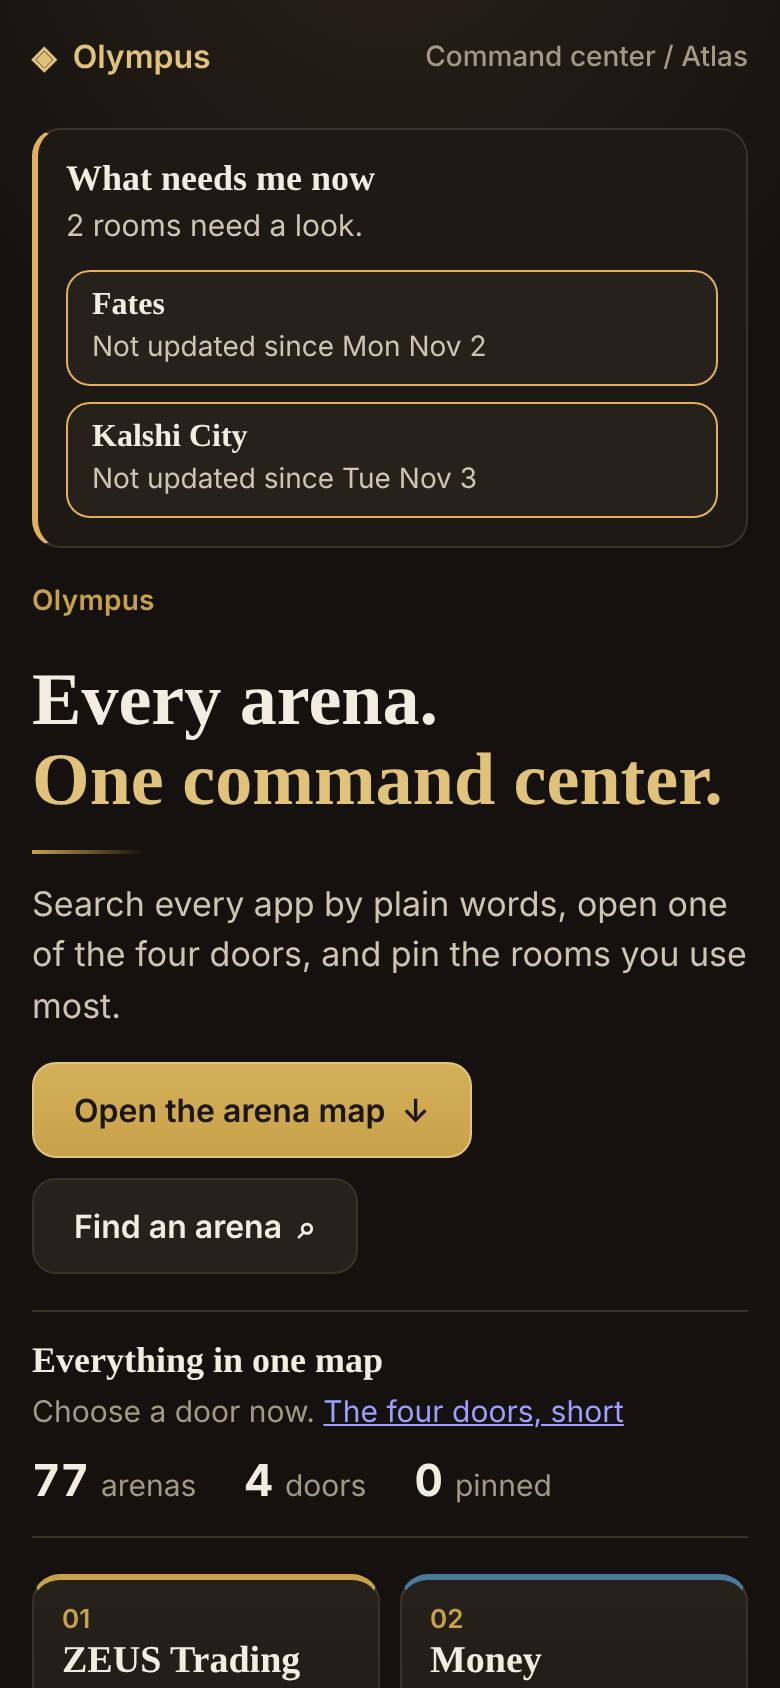 ◈ Olympus
Command center / Atlas
What needs me now
2 rooms need a look.
Fates
Not updated since Mon Nov 2
Kalshi City
Not updated since Tue Nov 3
Olympus
Every arena.
One command center.
Search every app by plain words, open one
of the four doors, and pin the rooms you use
most.
Open the arena map ↓
Find an arena ⌕
Everything in one map
Choose a door now. The four doors, short
77 arenas 4 doors 0 pinned
01
ZEUS Trading
02
Money